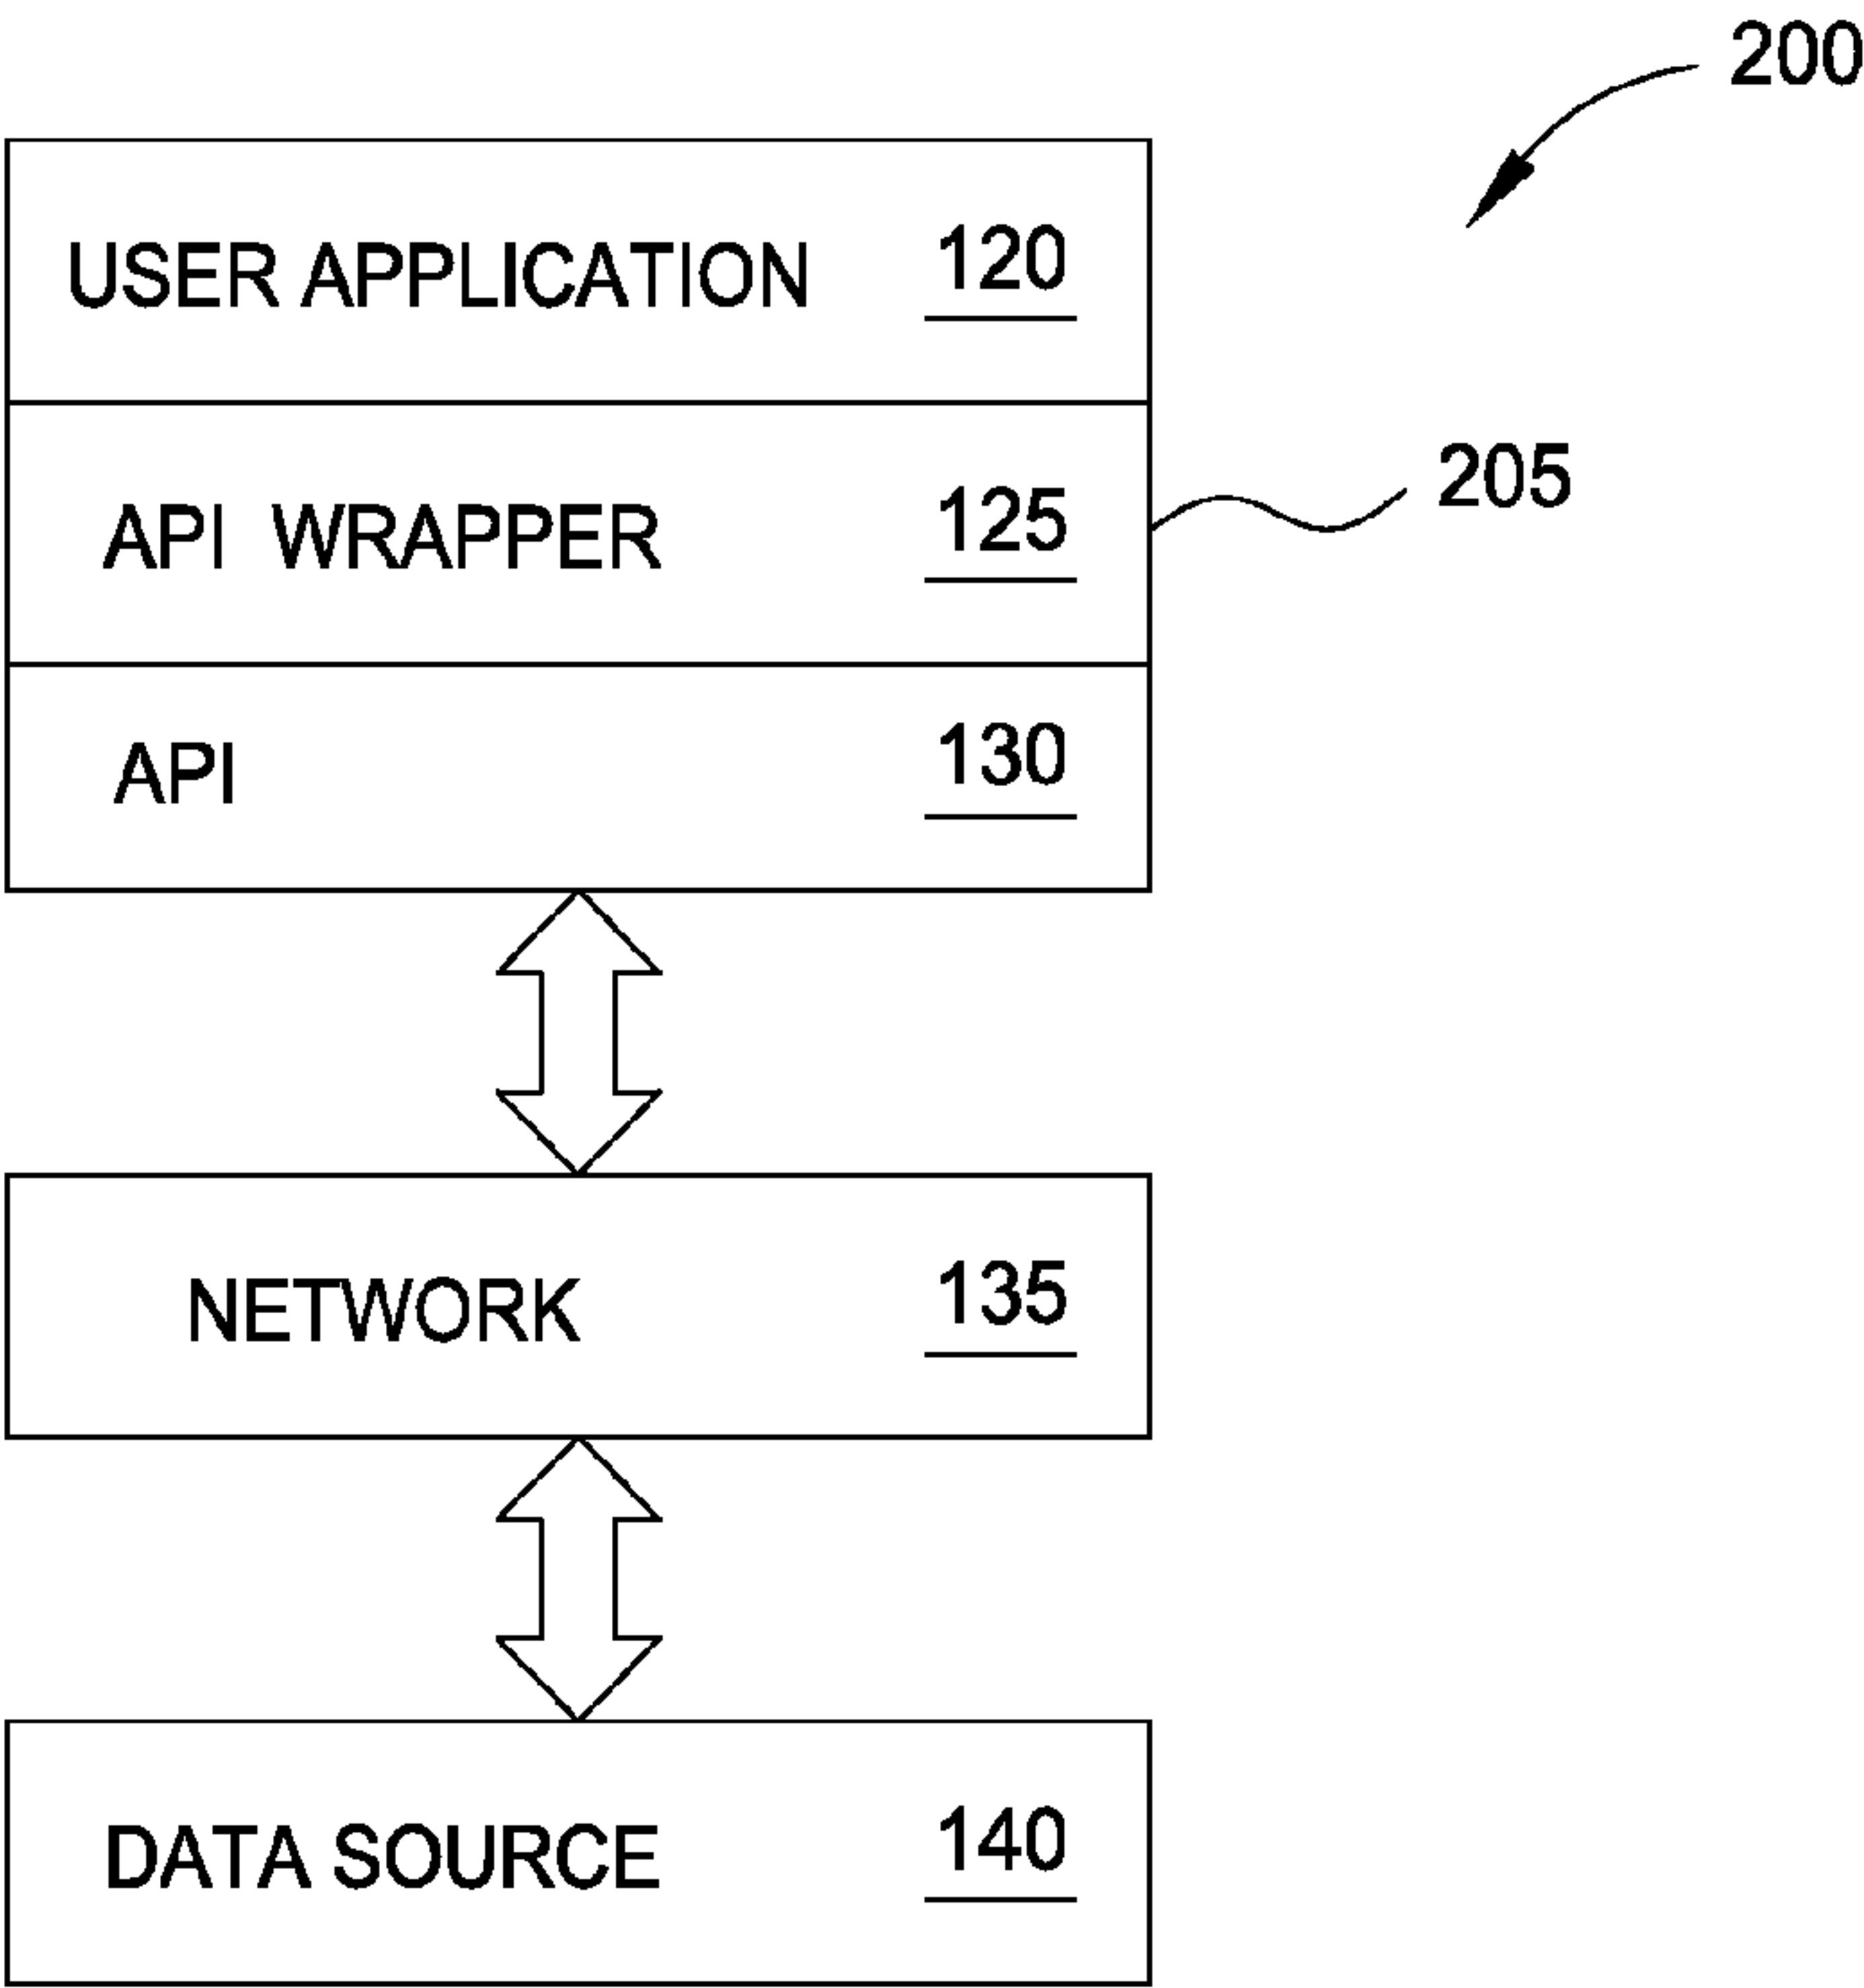 200
USER APPLICATION 120
API WRAPPER 125
205
API 130
NETWORK 135
DATA SOURCE 140